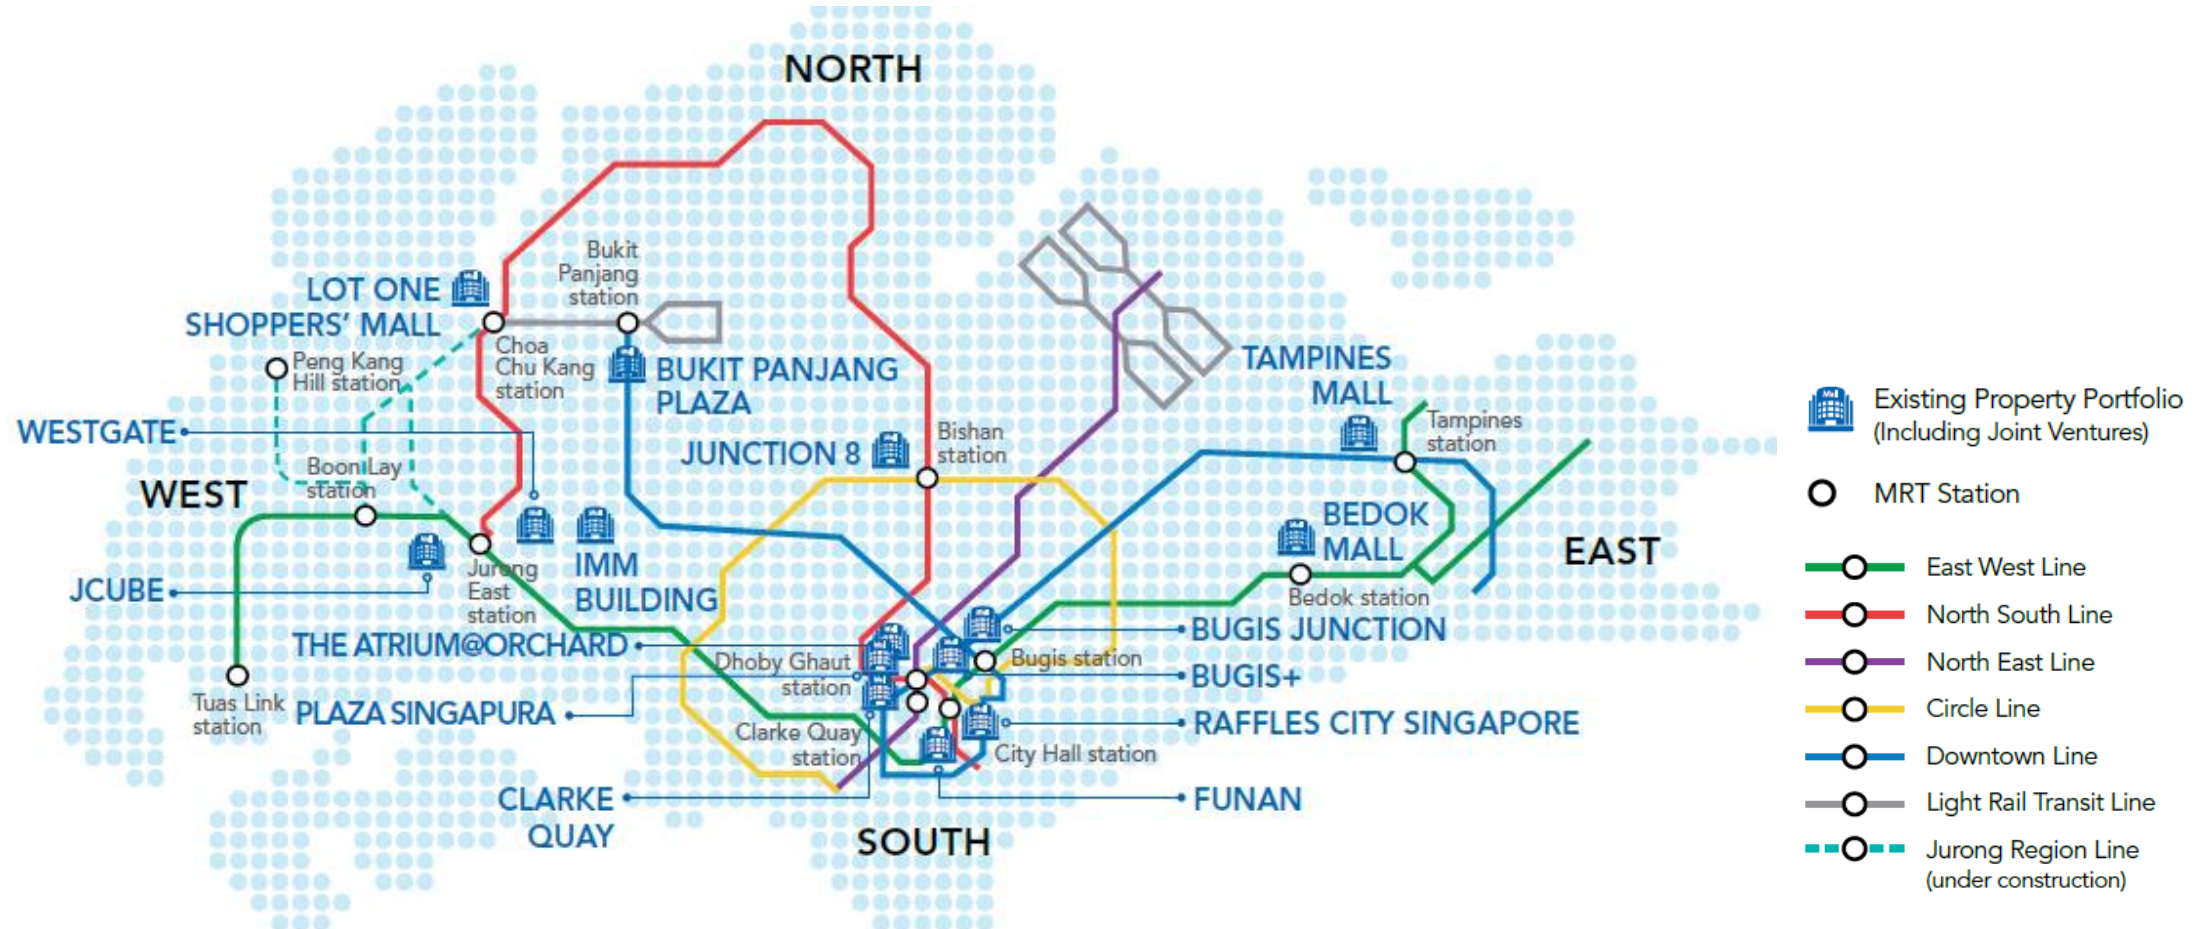 NORTH
Bukit
Panjang
station
LOT ONE
SHOPPERS' MALL
Choa
Chu Kang
station
Peng Kang
Hill station
BUKIT PANJANG
PLAZA
TAMPINES
MALL
Tampines
station
WESTGATE
JUNCTION 8
Bishan
station
Boon Lay
station
WEST
BEDOK
MALL
EAST
IMM
BUILDING
JCUBE
Jurong
East
station
Bedok station
THE ATRIUM@ORCHARD
BUGIS JUNCTION
Dhoby Ghaut
station
Bugis station
BUGIS+
Tuas Link
station
PLAZA SINGAPURA
RAFFLES CITY SINGAPORE
Clarke Quay
station
City Hall station
CLARKE
QUAY
FUNAN
SOUTH
Existing Property Portfolio
(Including Joint Ventures)
MRT Station
East West Line
North South Line
North East Line
Circle Line
Downtown Line
Light Rail Transit Line
Jurong Region Line
(under construction)